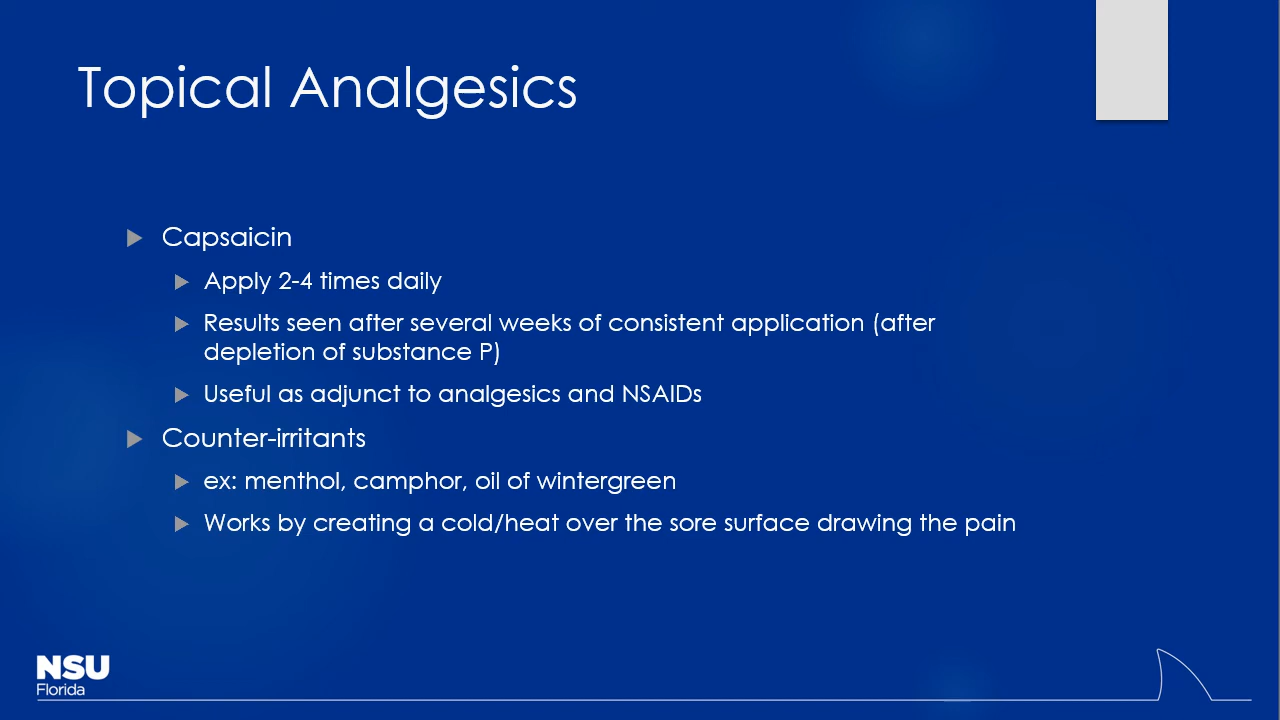 Topical Analgesics
Capsaicin
Apply 2-4 times daily
Results seen after several weeks of consistent application (after
depletion of substance P)
Useful as adjunct to analgesics and NSAIDs
Counter-irritants
ex: menthol, camphor, oil of wintergreen
Works by creating a cold/heat over the sore surface drawing the pain
NSU
Florida